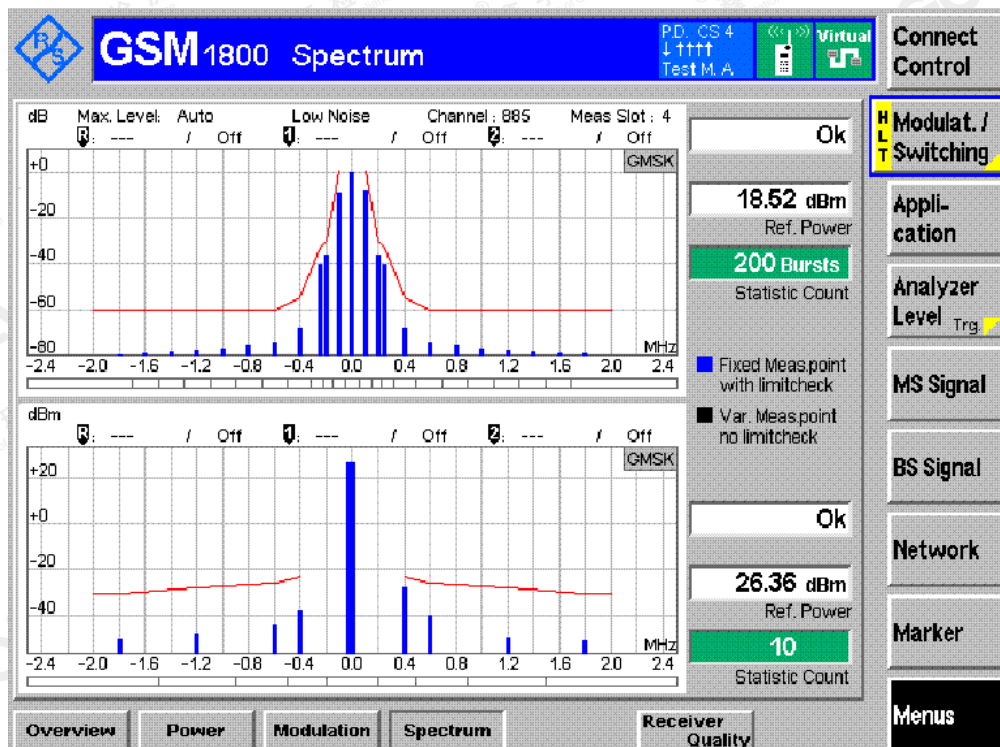 R/S
GSM 1800 Spectrum
P.D. CS 4
Test M. A
Virtual
Connect Control
dB Max. Level: Auto Low Noise Channel: 885 Meas Slot: 4
R: --- / Off 1: --- / Off 2: --- / Off
GMSK
+0
-20
-40
-60
-80
MHz
-2.4 -2.0 -1.6 -1.2 -0.8 -0.4 0.0 0.4 0.8 1.2 1.6 2.0 2.4
Ok
18.52 dBm
Ref. Power
200 Bursts
Statistic Count
Fixed Meas.point
with limitcheck
Var. Meas.point
no limitcheck
dBm
R: --- / Off 1: --- / Off 2: --- / Off
GMSK
+20
+0
-20
-40
MHz
-2.4 -2.0 -1.6 -1.2 -0.8 -0.4 0.0 0.4 0.8 1.2 1.6 2.0 2.4
Ok
26.36 dBm
Ref. Power
10
Statistic Count
HLT
Modulat./
Switching
Appli-
cation
Analyzer
Level Trg.
MS Signal
BS Signal
Network
Marker
Menus
Overview Power Modulation Spectrum Receiver
Quality